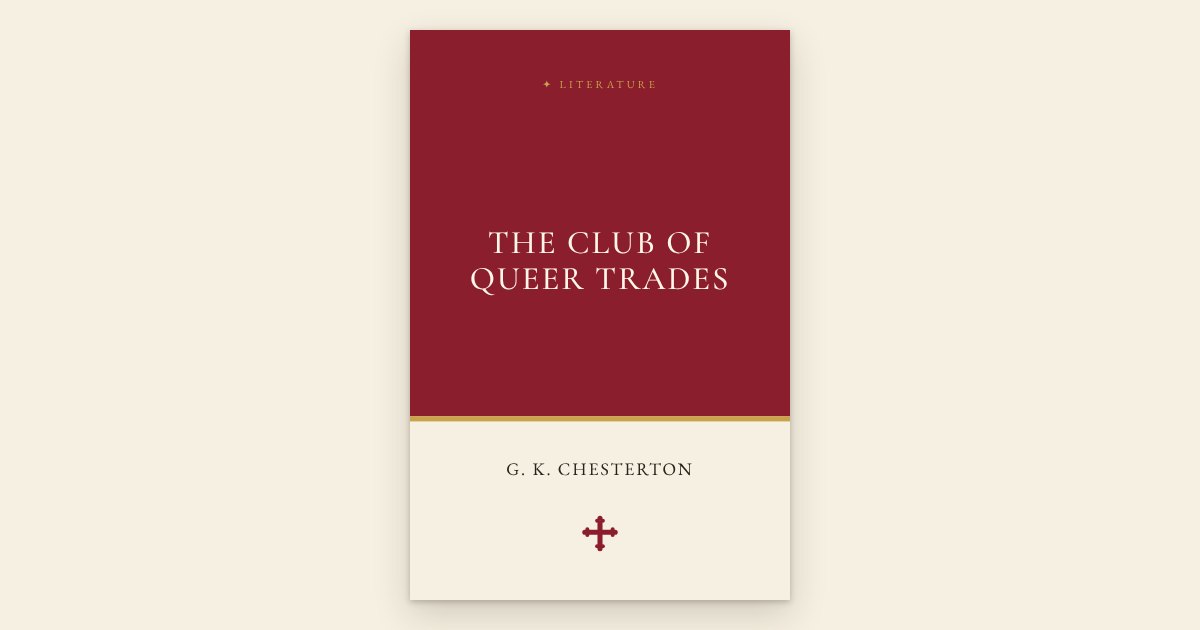 ✦ LITERATURE
THE CLUB OF
QUEER TRADES
G. K. CHESTERTON